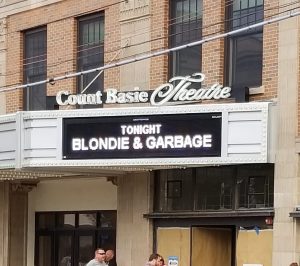 Count Basie Theatre
TONIGHT
BLONDIE & GARBAGE